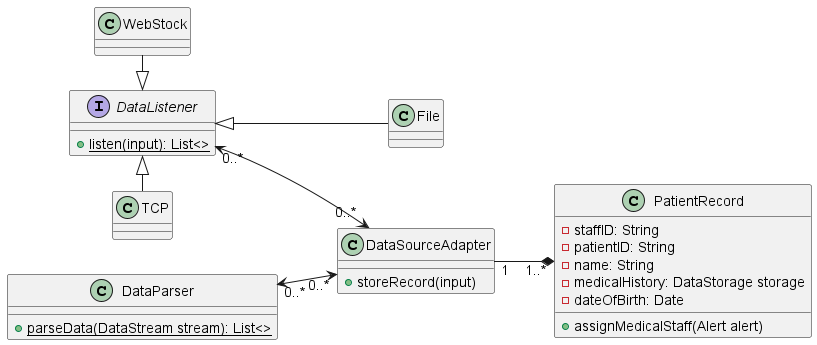 C WebStock
I DataListener
listen(input): List<>
0..*
C File
C TCP
0..*
C DataSourceAdapter
storeRecord(input)
1
1..*
C DataParser
parseData(DataStream stream): List<>
0..*
0..*
C PatientRecord
staffID: String
patientID: String
name: String
medicalHistory: DataStorage storage
dateOfBirth: Date
assignMedicalStaff(Alert alert)